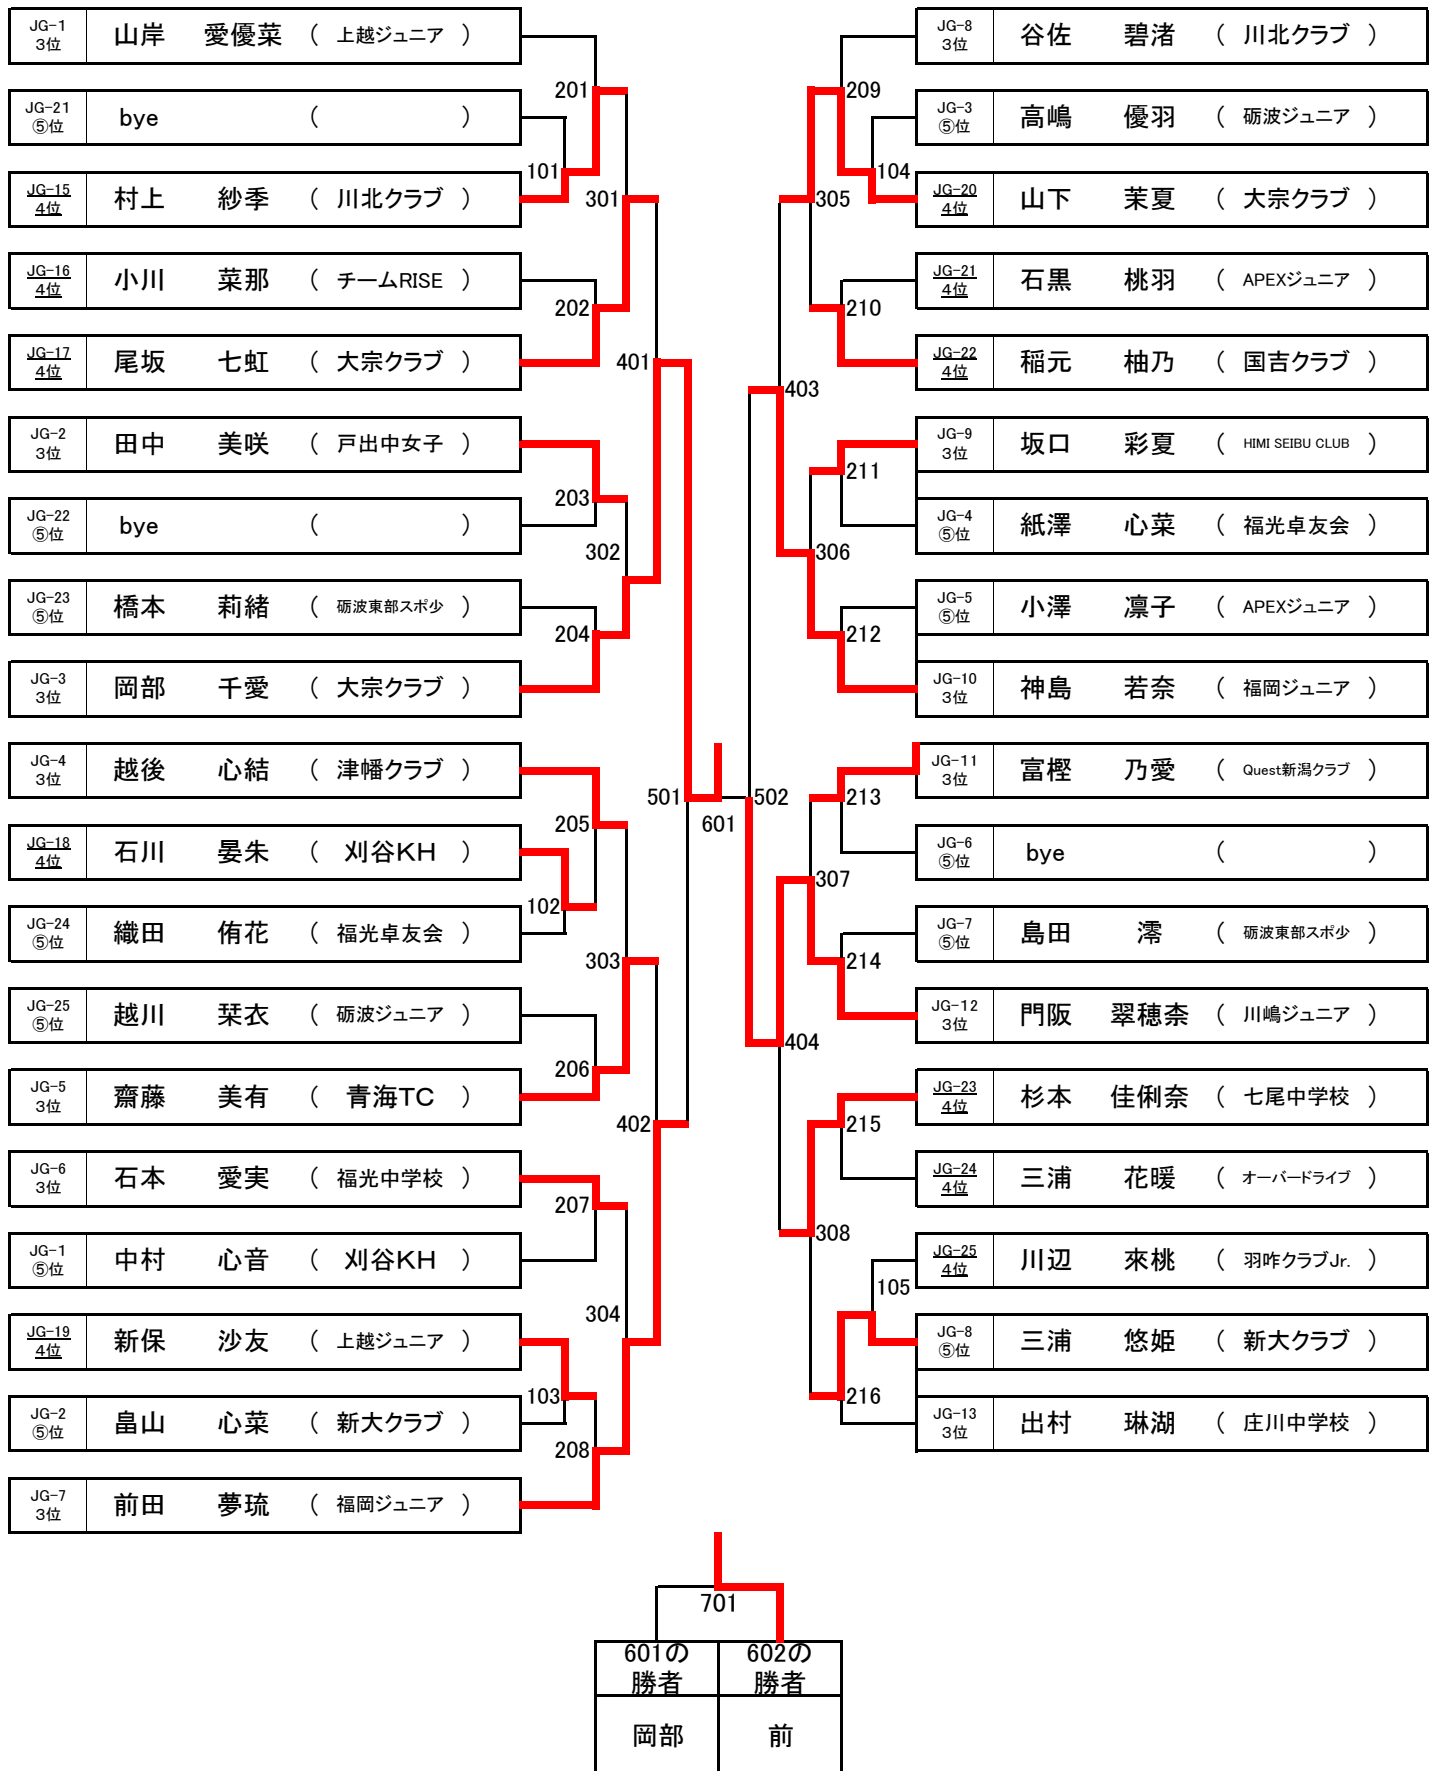 JG-1 3位 山岸 愛優菜 ( 上越ジュニア )
JG-21 ⑤位 bye ( )
JG-15 4位 村上 紗季 ( 川北クラブ )
JG-16 4位 小川 菜那 ( チームRISE )
JG-17 4位 尾坂 七虹 ( 大宗クラブ )
JG-2 3位 田中 美咲 ( 戸出中女子 )
JG-22 ⑤位 bye ( )
JG-23 ⑤位 橋本 莉緒 ( 砺波東部スポ少 )
JG-3 3位 岡部 千愛 ( 大宗クラブ )
JG-4 3位 越後 心結 ( 津幡クラブ )
JG-18 4位 石川 晏朱 ( 刈谷KH )
JG-24 ⑤位 織田 侑花 ( 福光卓友会 )
JG-25 ⑤位 越川 栞衣 ( 砺波ジュニア )
JG-5 3位 齋藤 美有 ( 青海TC )
JG-6 3位 石本 愛実 ( 福光中学校 )
JG-1 ⑤位 中村 心音 ( 刈谷KH )
JG-19 4位 新保 沙友 ( 上越ジュニア )
JG-2 ⑤位 畠山 心菜 ( 新大クラブ )
JG-7 3位 前田 夢琉 ( 福岡ジュニア )
201
101
301
202
401
203
302
204
501
205
102
303
206
402
207
304
103
208
601
502
209
104
305
210
403
211
306
212
213
307
214
404
215
308
105
216
JG-8 3位 谷佐 碧渚 ( 川北クラブ )
JG-3 ⑤位 高嶋 優羽 ( 砺波ジュニア )
JG-20 4位 山下 茉夏 ( 大宗クラブ )
JG-21 4位 石黒 桃羽 ( APEXジュニア )
JG-22 4位 稲元 柚乃 ( 国吉クラブ )
JG-9 3位 坂口 彩夏 ( HIMI SEIBU CLUB )
JG-4 ⑤位 紙澤 心菜 ( 福光卓友会 )
JG-5 ⑤位 小澤 凛子 ( APEXジュニア )
JG-10 3位 神島 若奈 ( 福岡ジュニア )
JG-11 3位 富樫 乃愛 ( Quest新潟クラブ )
JG-6 ⑤位 bye ( )
JG-7 ⑤位 島田 澪 ( 砺波東部スポ少 )
JG-12 3位 門阪 翠穂柰 ( 川嶋ジュニア )
JG-23 4位 杉本 佳俐奈 ( 七尾中学校 )
JG-24 4位 三浦 花暖 ( オーバードライブ )
JG-25 4位 川辺 來桃 ( 羽咋クラブJr. )
JG-8 ⑤位 三浦 悠姫 ( 新大クラブ )
JG-13 3位 出村 琳湖 ( 庄川中学校 )
701
601の 602の
勝者 勝者
岡部 前